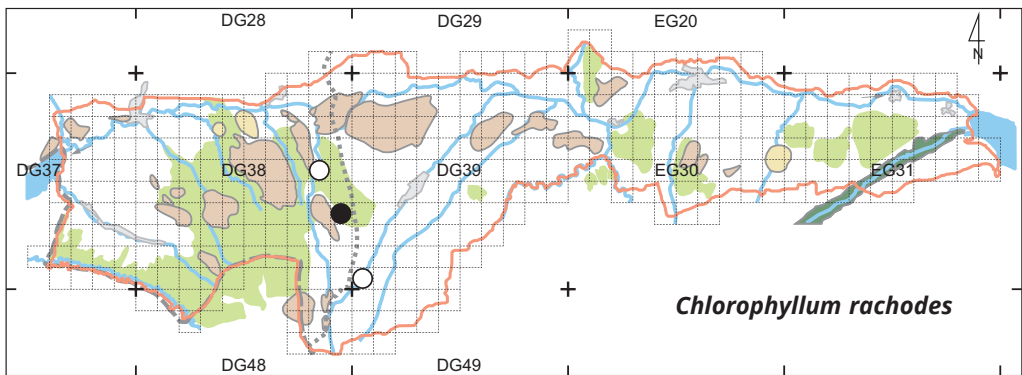 DG28 DG29 EG20
N
DG37 DG38 DG39 EG30 EG31
Chlorophyllum rachodes
DG48 DG49